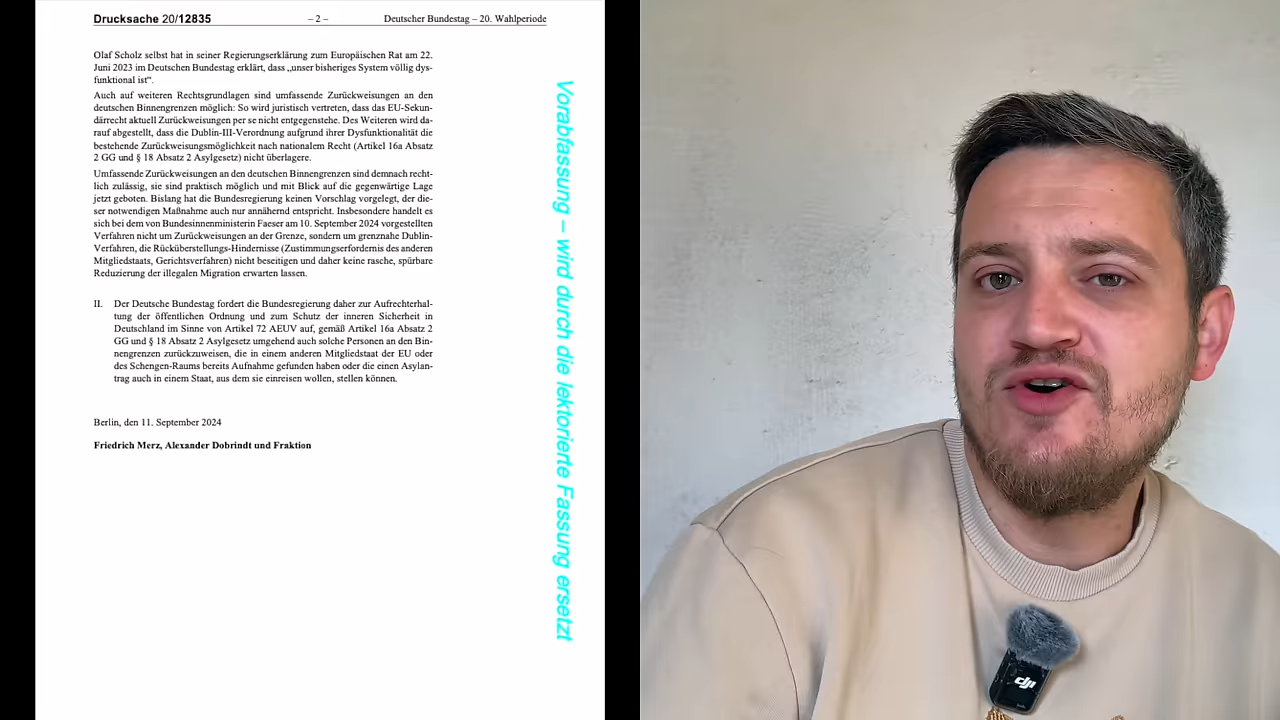 Drucksache 20/12835
– 2 –
Deutscher Bundestag – 20. Wahlperiode
Olaf Scholz selbst hat in seiner Regierungserklärung zum Europäischen Rat am 22.
Juni 2023 im Deutschen Bundestag erklärt, dass „unser bisheriges System völlig dys-
funktional ist“.
Auch auf weiteren Rechtsgrundlagen sind umfassende Zurückweisungen an den
deutschen Binnengrenzen möglich: So wird juristisch vertreten, dass das EU-Sekun-
därrecht aktuell Zurückweisungen per se nicht entgegenstehe. Des Weiteren wird da-
rauf abgestellt, dass die Dublin-III-Verordnung aufgrund ihrer Dysfunktionalität die
bestehende Zurückweisungsmöglichkeit nach nationalem Recht (Artikel 16a Absatz
2 GG und § 18 Absatz 2 Asylgesetz) nicht überlagere.
Umfassende Zurückweisungen an den deutschen Binnengrenzen sind demnach recht-
lich zulässig, sie sind praktisch möglich und mit Blick auf die gegenwärtige Lage
jetzt geboten. Bislang hat die Bundesregierung keinen Vorschlag vorgelegt, der die-
ser notwendigen Maßnahme auch nur annähernd entspricht. Insbesondere handelt es
sich bei dem von Bundesinnenministerin Faeser am 10. September 2024 vorgestellten
Verfahren nicht um Zurückweisungen an der Grenze, sondern um grenznahe Dublin-
Verfahren, die Rücküberstellungs-Hindernisse (Zustimmungserfordernis des anderen
Mitgliedstaats, Gerichtsverfahren) nicht beseitigen und daher keine rasche, spürbare
Reduzierung der illegalen Migration erwarten lassen.
II. Der Deutsche Bundestag fordert die Bundesregierung daher zur Aufrechterhal-
tung der öffentlichen Ordnung und zum Schutz der inneren Sicherheit in
Deutschland im Sinne von Artikel 72 AEUV auf, gemäß Artikel 16a Absatz 2
GG und § 18 Absatz 2 Asylgesetz umgehend auch solche Personen an den Bin-
nengrenzen zurückzuweisen, die in einem anderen Mitgliedstaat der EU oder
des Schengen-Raums bereits Aufnahme gefunden haben oder die einen Asylan-
trag auch in einem Staat, aus dem sie einreisen wollen, stellen können.
Berlin, den 11. September 2024
Friedrich Merz, Alexander Dobrindt und Fraktion
Vorabfassung – wird durch die lektorierte Fassung ersetzt
dji